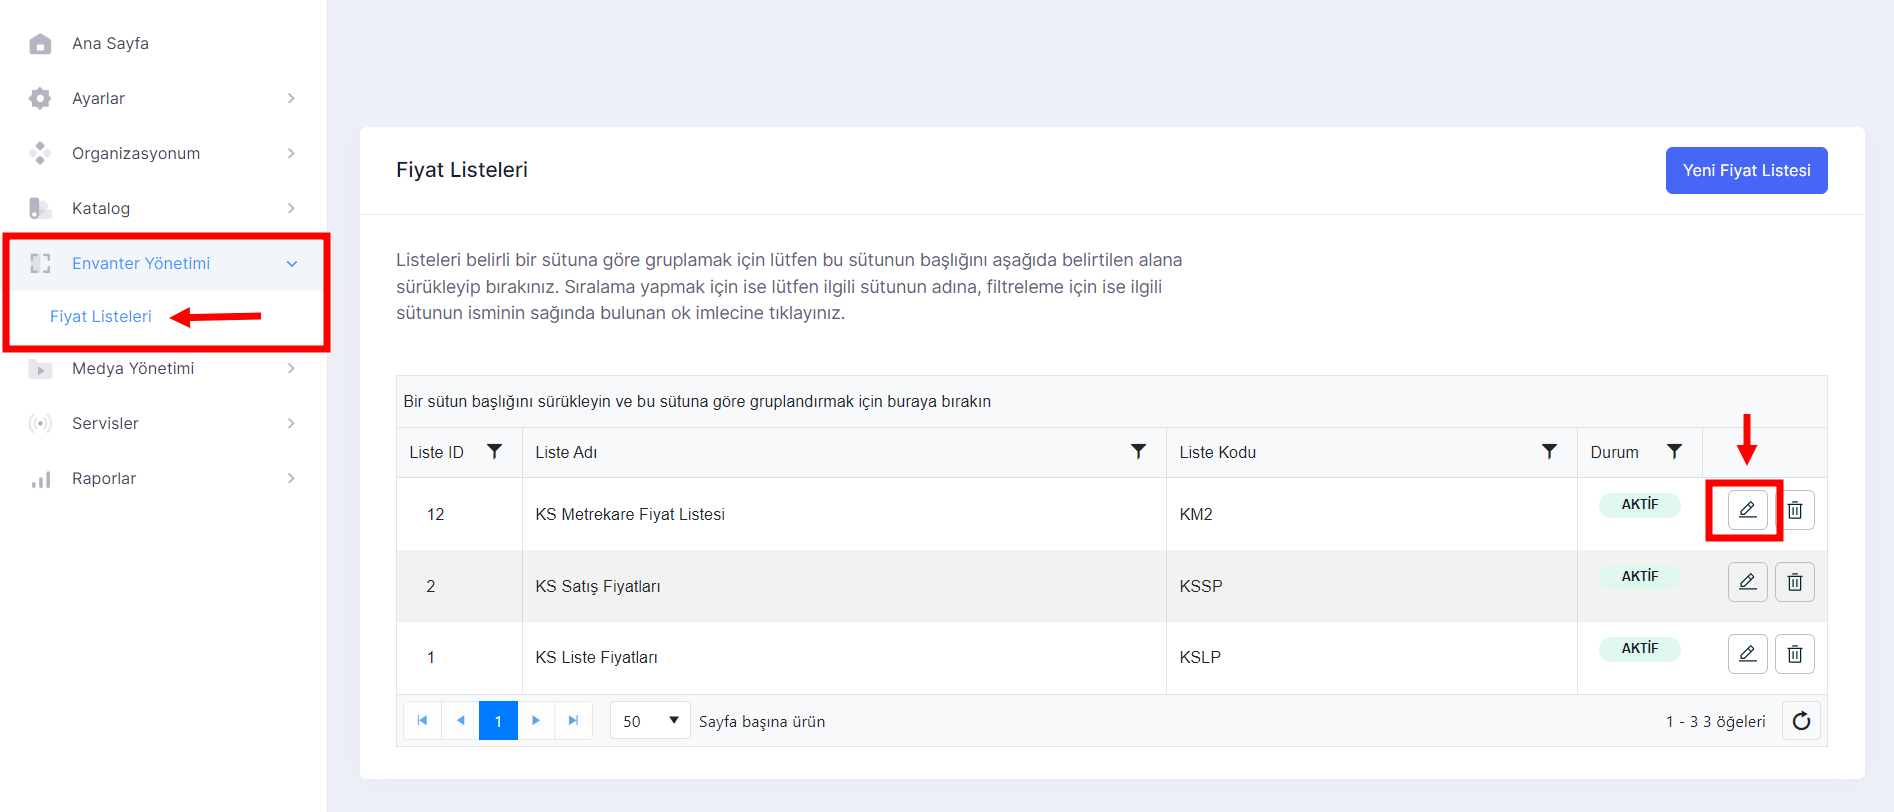 Ana Sayfa
Ayarlar
Organizasyonum
Katalog
Envanter Yönetimi
Fiyat Listeleri
Medya Yönetimi
Servisler
Raporlar
Fiyat Listeleri
Yeni Fiyat Listesi
Listeleri belirli bir sütuna göre gruplamak için lütfen bu sütunun başlığını aşağıda belirtilen alana
sürükleyip bırakınız. Sıralama yapmak için ise lütfen ilgili sütunun adına, filtreleme için ise ilgili
sütunun isminin sağında bulunan ok imlecine tıklayınız.
Bir sütun başlığını sürükleyin ve bu sütuna göre gruplandırmak için buraya bırakın
Liste ID Liste Adı Liste Kodu Durum
12 KS Metrekare Fiyat Listesi KM2 AKTİF
2 KS Satış Fiyatları KSSP AKTİF
1 KS Liste Fiyatları KSLP AKTİF
1 50 Sayfa başına ürün 1 - 3 3 öğeleri